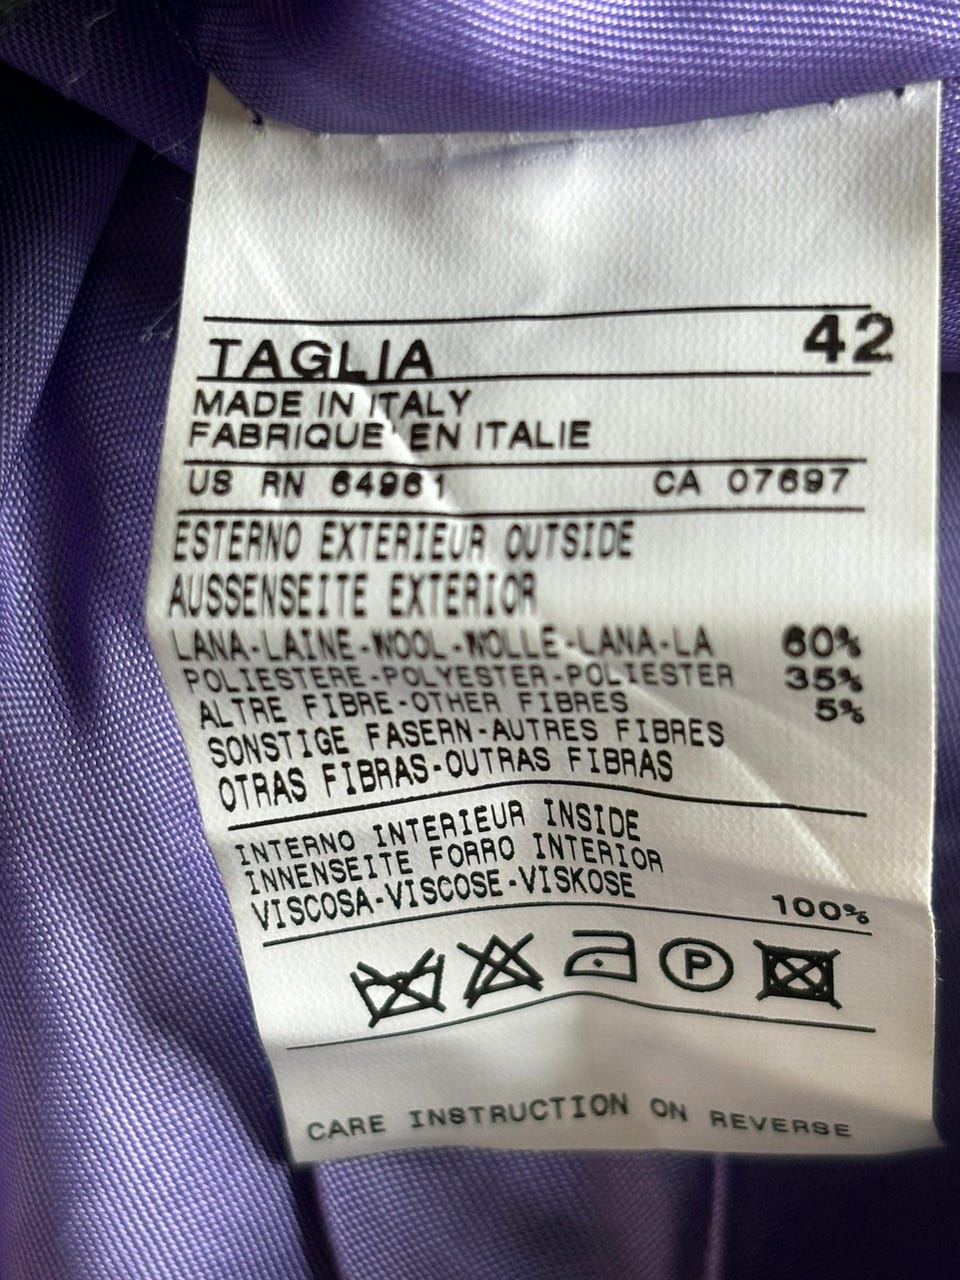 TAGLIA 42
MADE IN ITALY
FABRIQUE EN ITALIE
US RN 64961 CA 07697
ESTERNO EXTERIEUR OUTSIDE
AUSSENSEITE EXTERIOR
LANA-LAINE-WOOL-WOLLE-LANA-LA 60%
POLIESTERE-POLYESTER-POLIESTER 35%
ALTRE FIBRE-OTHER FIBRES 5%
SONSTIGE FASERN-AUTRES FIBRES
OTRAS FIBRAS-OUTRAS FIBRAS
INTERNO INTERIEUR INSIDE
INNENSEITE FORRO INTERIOR
VISCOSA-VISCOSE-VISKOSE 100%
P
CARE INSTRUCTION ON REVERSE